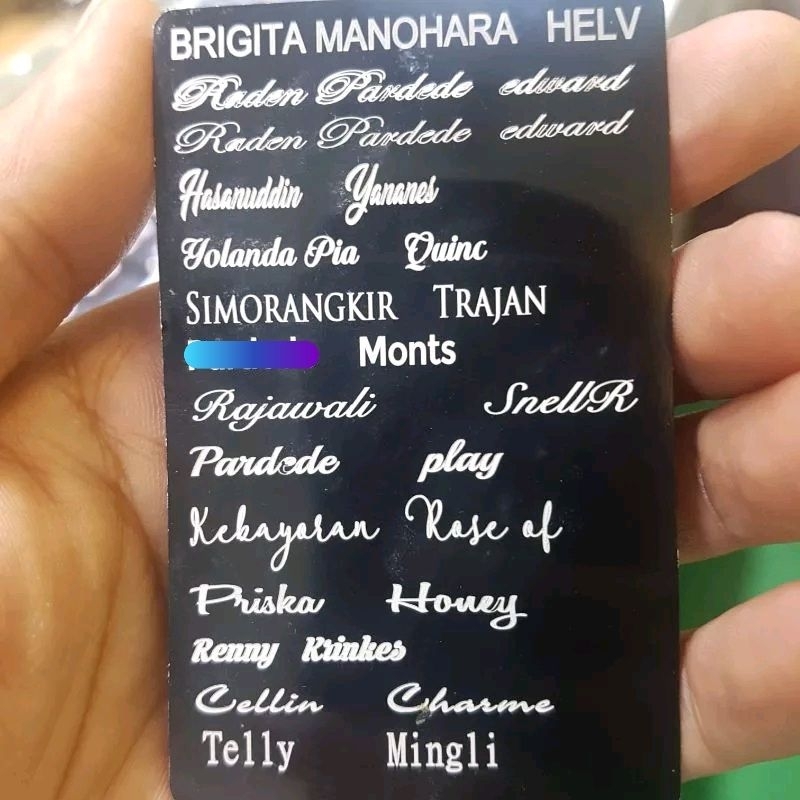 BRIGITA MANOHARA HELV
Raden Pardede edward
Raden Pardede edward
Hasanuddin Yananes
Yolanda Pia Quinc
SIMORANGKIR TRAJAN
Monts
Rajawali SnellR
Pardede play
Kebayoran Rose of
Priska Honey
Renny Krinkes
Cellin Charme
Telly Mingli